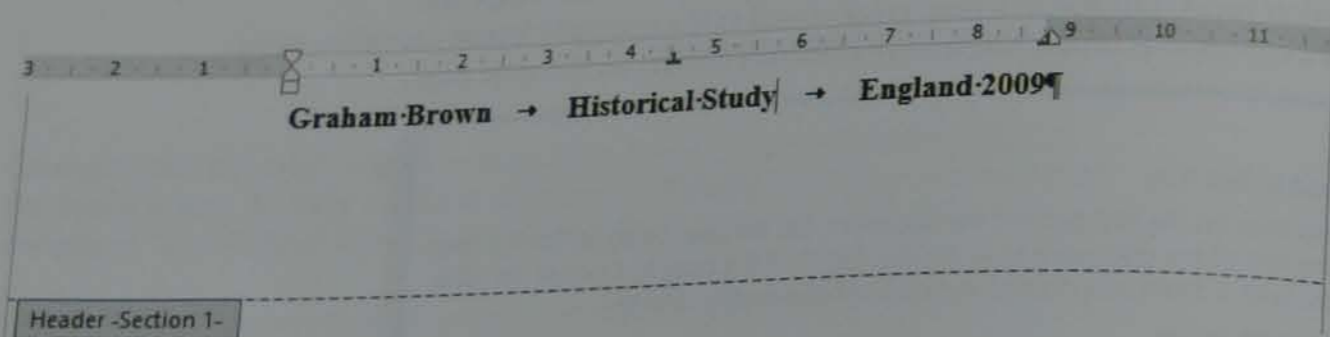 3 2 1 1 2 3 4 5 6 7 8 9 10 11
Graham·Brown → Historical·Study → England·2009¶
Header -Section 1-